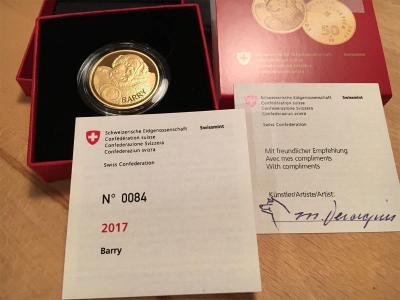 BARRY
50
Schweizerische Eidgenossenschaft
Confédération suisse
Confederazione Svizzera
Confederaziun svizra
Swissmint
Swiss Confederation
N° 0084
2017
Barry
Schweizerische Eidgenossenschaft
Confédération suisse
Confederazione Svizzera
Confederaziun svizra
Swissmint
Swiss Confederation
Mit freundlicher Empfehlung
Avec mes compliments
With compliments
Künstler/Artiste/Artist: